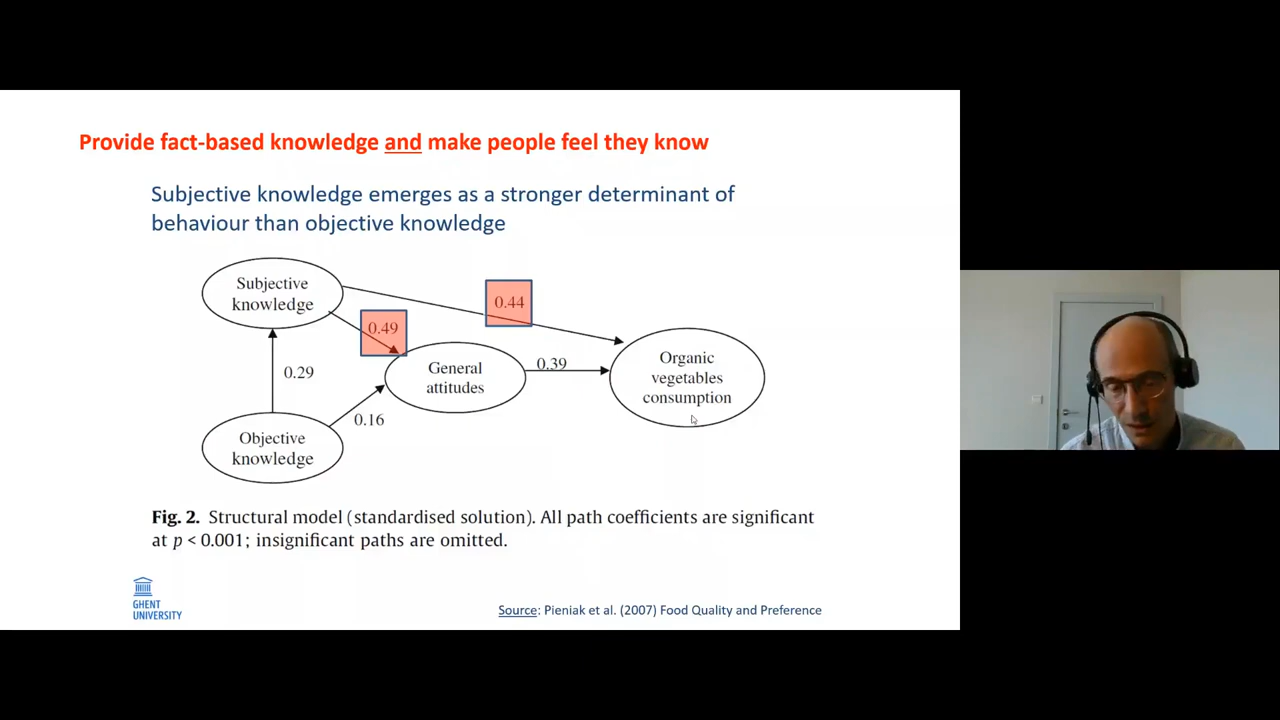 Provide fact-based knowledge and make people feel they know
Subjective knowledge emerges as a stronger determinant of
behaviour than objective knowledge
Subjective
knowledge
0.44
0.49
General
attitudes
0.39
Organic
vegetables
consumption
0.29
0.16
Objective
knowledge
Fig. 2. Structural model (standardised solution). All path coefficients are significant
at p < 0.001; insignificant paths are omitted.
GHENT
UNIVERSITY
Source: Pieniak et al. (2007) Food Quality and Preference